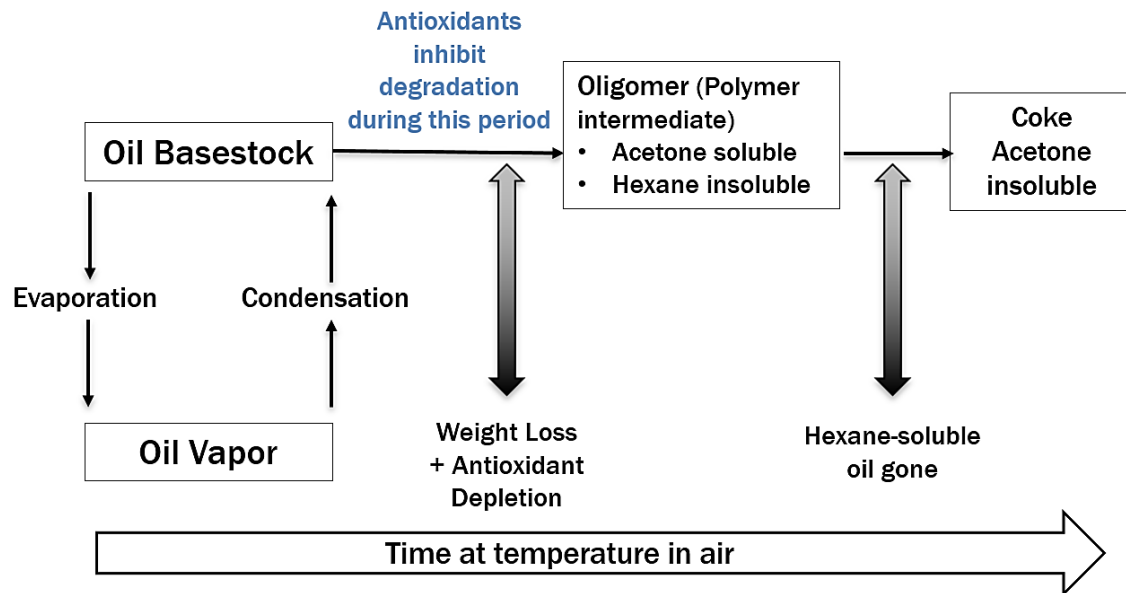 Antioxidants
inhibit
degradation
during this period
Oil Basestock
Oligomer (Polymer
intermediate)
• Acetone soluble
• Hexane insoluble
Coke
Acetone
insoluble
Evaporation
Condensation
Oil Vapor
Weight Loss
+ Antioxidant
Depletion
Hexane-soluble
oil gone
Time at temperature in air